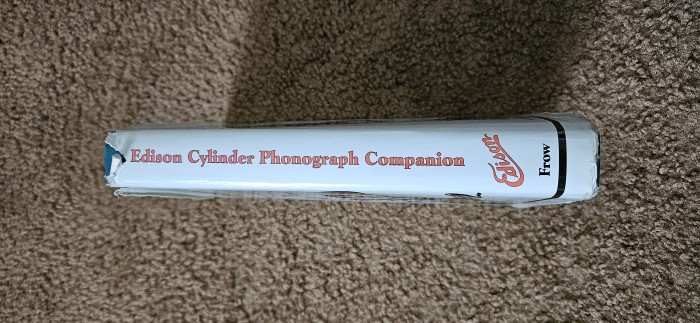 Edison Cylinder Phonograph Companion
Edison
Frow